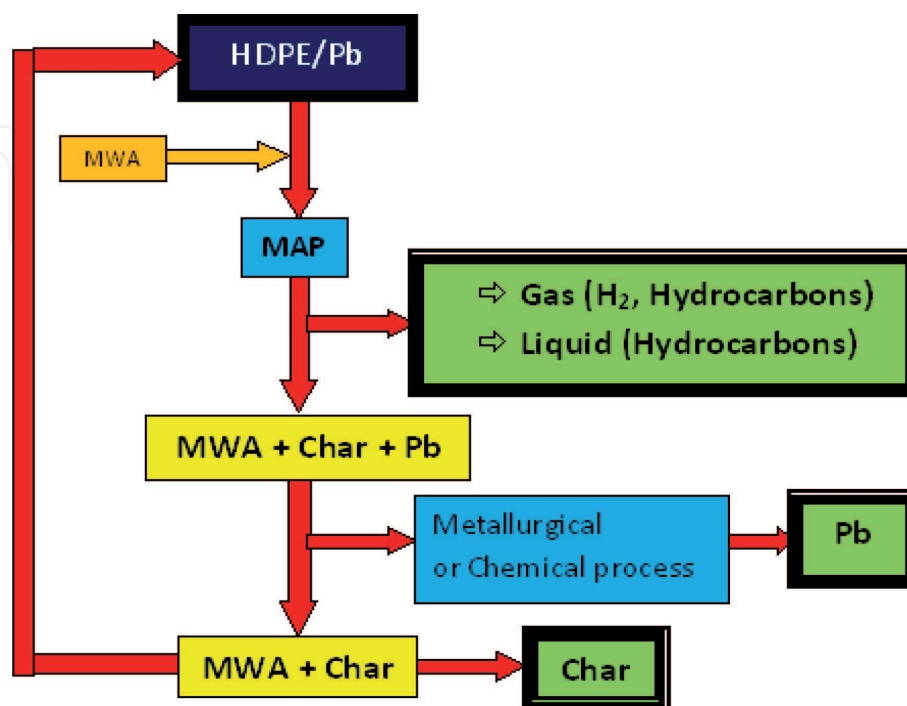 HDPE/Pb
MWA
MAP
⇨ Gas (H₂, Hydrocarbons)
⇨ Liquid (Hydrocarbons)
MWA + Char + Pb
Metallurgical
or Chemical process
Pb
MWA + Char
Char